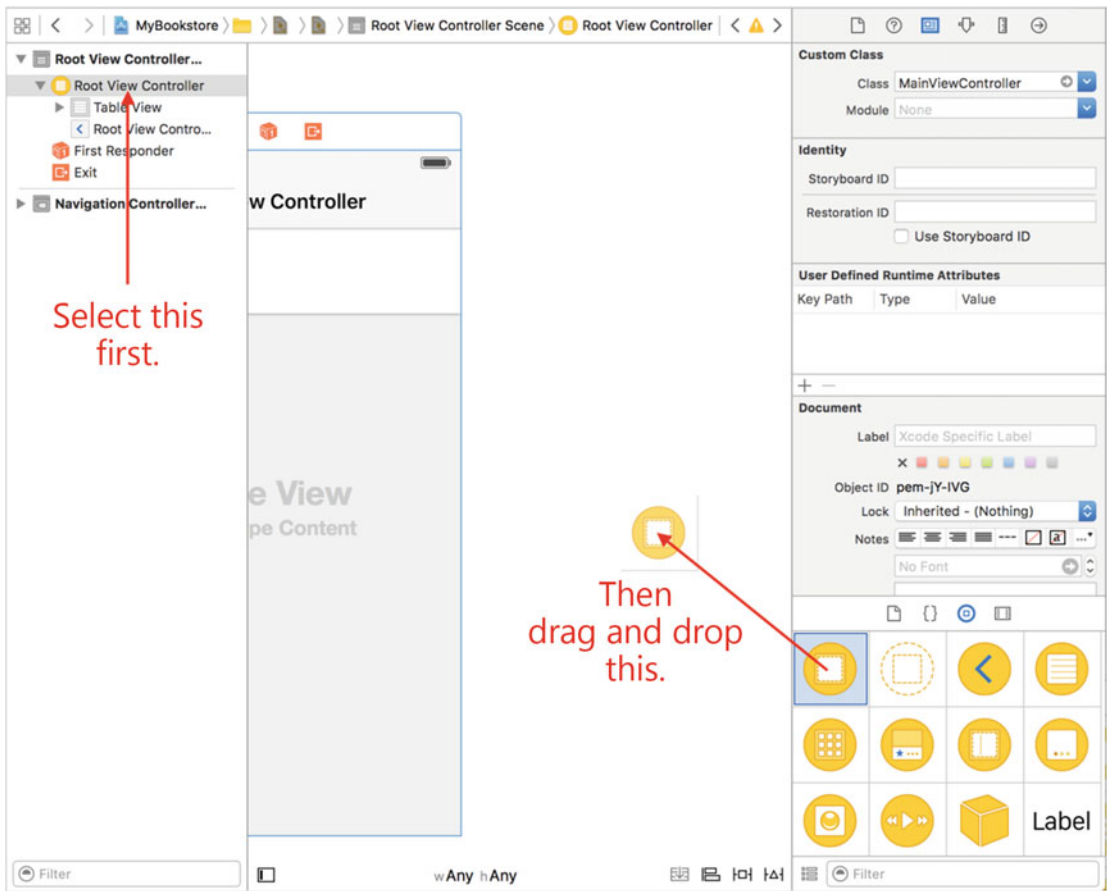 MyBookstore
Root View Controller Scene
Root View Controller
Root View Controller...
Root View Controller
Table View
Root View Contro...
First Responder
Exit
Navigation Controller...
Select this
first.
Filter
w Controller
e View
pe Content
Then
drag and drop
this.
wAny hAny
Custom Class
Class MainViewController
Module None
Identity
Storyboard ID
Restoration ID
Use Storyboard ID
User Defined Runtime Attributes
Key Path Type Value
Document
Label Xcode Specific Label
Object ID pem-jY-IVG
Lock Inherited - (Nothing)
Notes
No Font
{}
Label
Filter